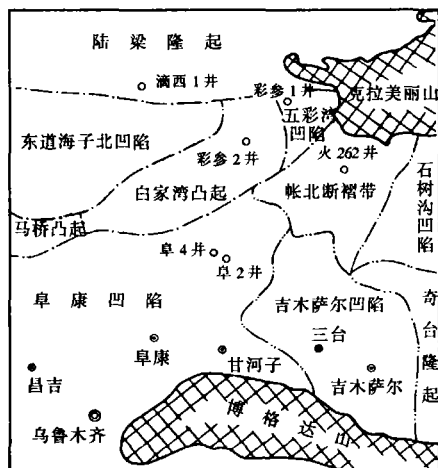 陆梁隆起
滴西1井
彩参1井
克拉美丽山
五彩湾
凹陷
东道海子北凹陷
彩参2井
火262井
石树沟凹陷
白家湾凸起
帐北断褶带
马桥凸起
阜4井
阜2井
阜康凹陷
吉木萨尔凹陷
奇台隆起
三台
阜康
甘河子
昌吉
吉木萨尔
博格达山
乌鲁木齐